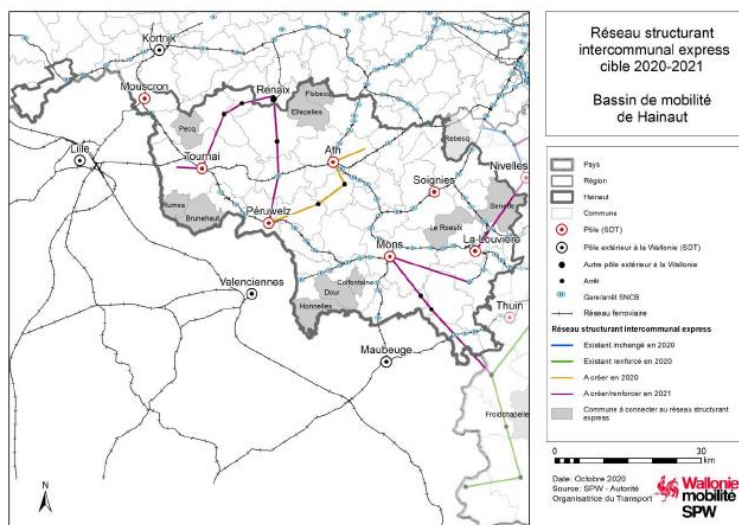 Réseau structurant
intercommunal express
cible 2020-2021
Bassin de mobilité
de Hainaut
Kortrijk
Mouscron
Renaix
Flobecq
Ellezelles
Pecq
Lille
Tournai
Ath
Rebecq
Nivelles
Soignies
Rumes
Brunehaut
Péruwelz
Seneffe
Le Roeulx
Mons
La Louvière
Valenciennes
Colfontaine
Dour
Honnelles
Thuin
Maubeuge
Froidchapelle
N
Pays
Région
Hainaut
Commune
Pôle (SDT)
Pôle extérieur à la Wallonie (SDT)
Autre pôle extérieur à la Wallonie
Arrêt
Gare/arrêt SNCB
Réseau ferroviaire
Réseau structurant intercommunal express
Existant inchangé en 2020
Existant renforcé en 2020
A créer en 2020
A créer/renforcer en 2021
Commune à connecter au réseau structurant
express
0 30
km
Date: Octobre 2020
Source: SPW - Autorité
Organisatrice du Transport
Wallonie
mobilité
SPW